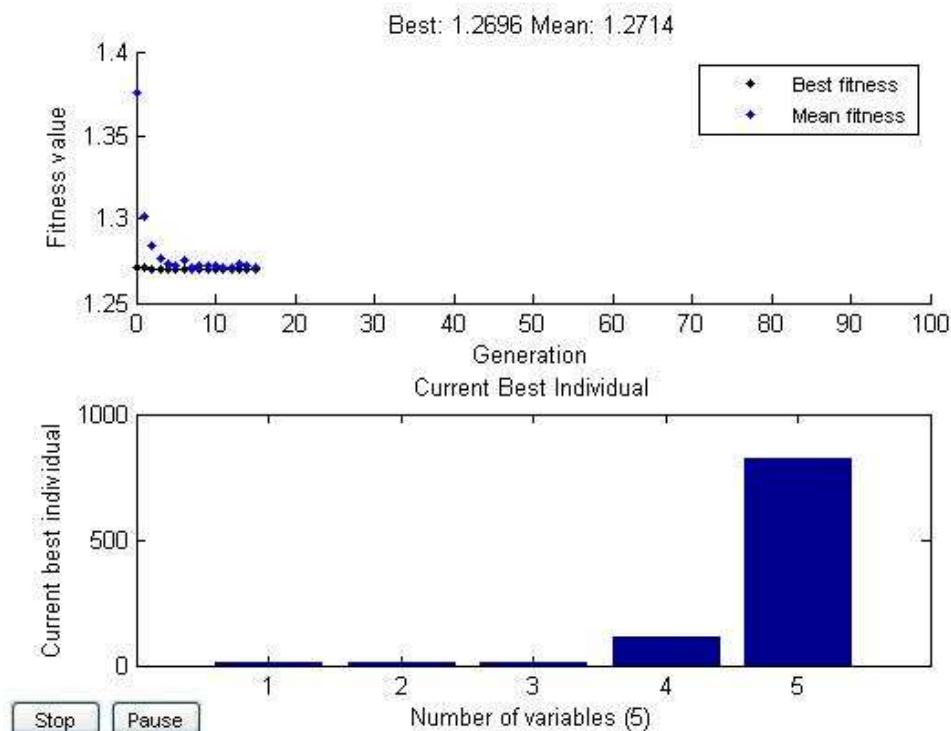 Best: 1.2696 Mean: 1.2714
1.4
1.35
1.3
1.25
Fitness value
Best fitness
Mean fitness
0 10 20 30 40 50 60 70 80 90 100
Generation
Current Best Individual
1000
500
0
Current best individual
1 2 3 4 5
Number of variables (5)
Stop Pause